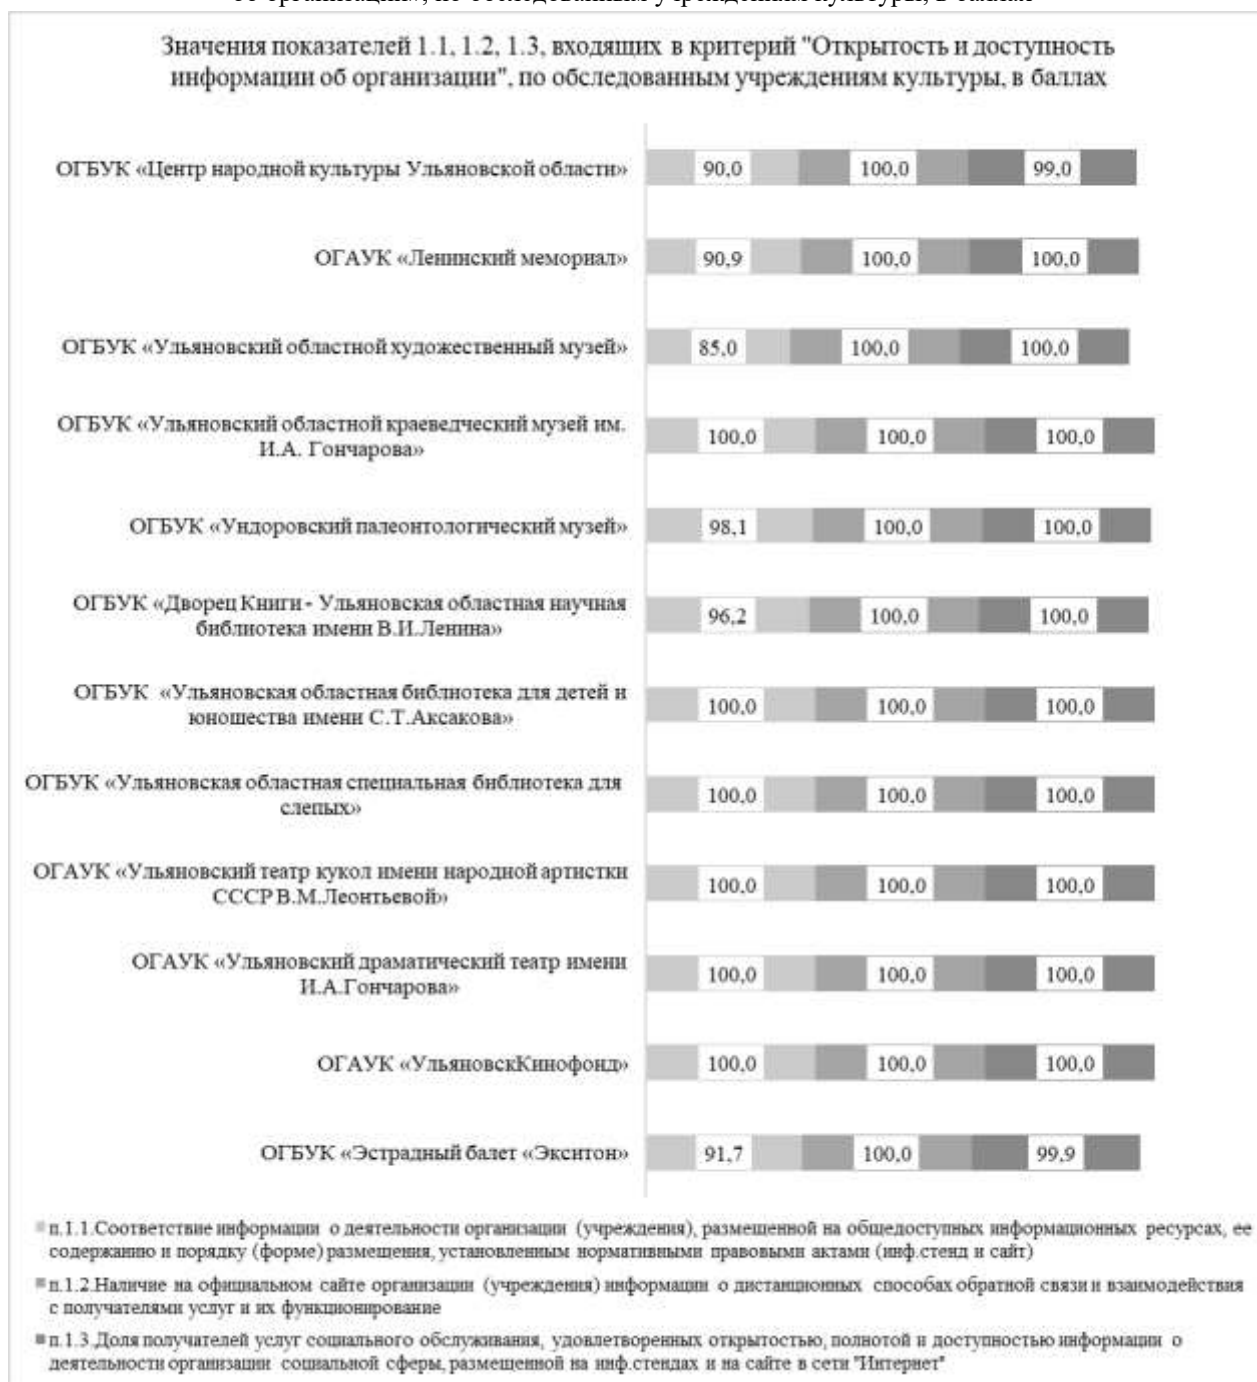 об организации», по обследованным учреждениям культуры, в баллах
Значения показателей 1.1, 1.2, 1.3, входящих в критерий "Открытость и доступность
информации об организации", по обследованным учреждениям культуры, в баллах
ОГБУК «Центр народной культуры Ульяновской области» 90,0 100,0 99,0
ОГАУК «Ленинский мемориал» 90,9 100,0 100,0
ОГБУК «Ульяновский областной художественный музей» 85,0 100,0 100,0
ОГБУК «Ульяновский областной краеведческий музей им.
И.А. Гончарова» 100,0 100,0 100,0
ОГБУК «Ундоровский палеонтологический музей» 98,1 100,0 100,0
ОГБУК «Дворец Книги - Ульяновская областная научная
библиотека имени В.И.Ленина» 96,2 100,0 100,0
ОГБУК «Ульяновская областная библиотека для детей и
юношества имени С.Т.Аксакова» 100,0 100,0 100,0
ОГБУК «Ульяновская областная специальная библиотека для
слепых» 100,0 100,0 100,0
ОГАУК «Ульяновский театр кукол имени народной артистки
СССР В.М.Леонтьевой» 100,0 100,0 100,0
ОГАУК «Ульяновский драматический театр имени
И.А.Гончарова» 100,0 100,0 100,0
ОГАУК «УльяновскКинофонд» 100,0 100,0 100,0
ОГБУК «Эстрадный балет «Экситон» 91,7 100,0 99,9
п.1.1.Соответствие информации о деятельности организации (учреждения), размещенной на общедоступных информационных ресурсах, ее
содержанию и порядку (форме) размещения, установленным нормативными правовыми актами (инф.стенд и сайт)
п.1.2.Наличие на официальном сайте организации (учреждения) информации о дистанционных способах обратной связи и взаимодействия
с получателями услуг и их функционирование
п.1.3.Доля получателей услуг социального обслуживания, удовлетворенных открытостью, полнотой и доступностью информации о
деятельности организации социальной сферы, размещенной на инф.стендах и на сайте в сети "Интернет"